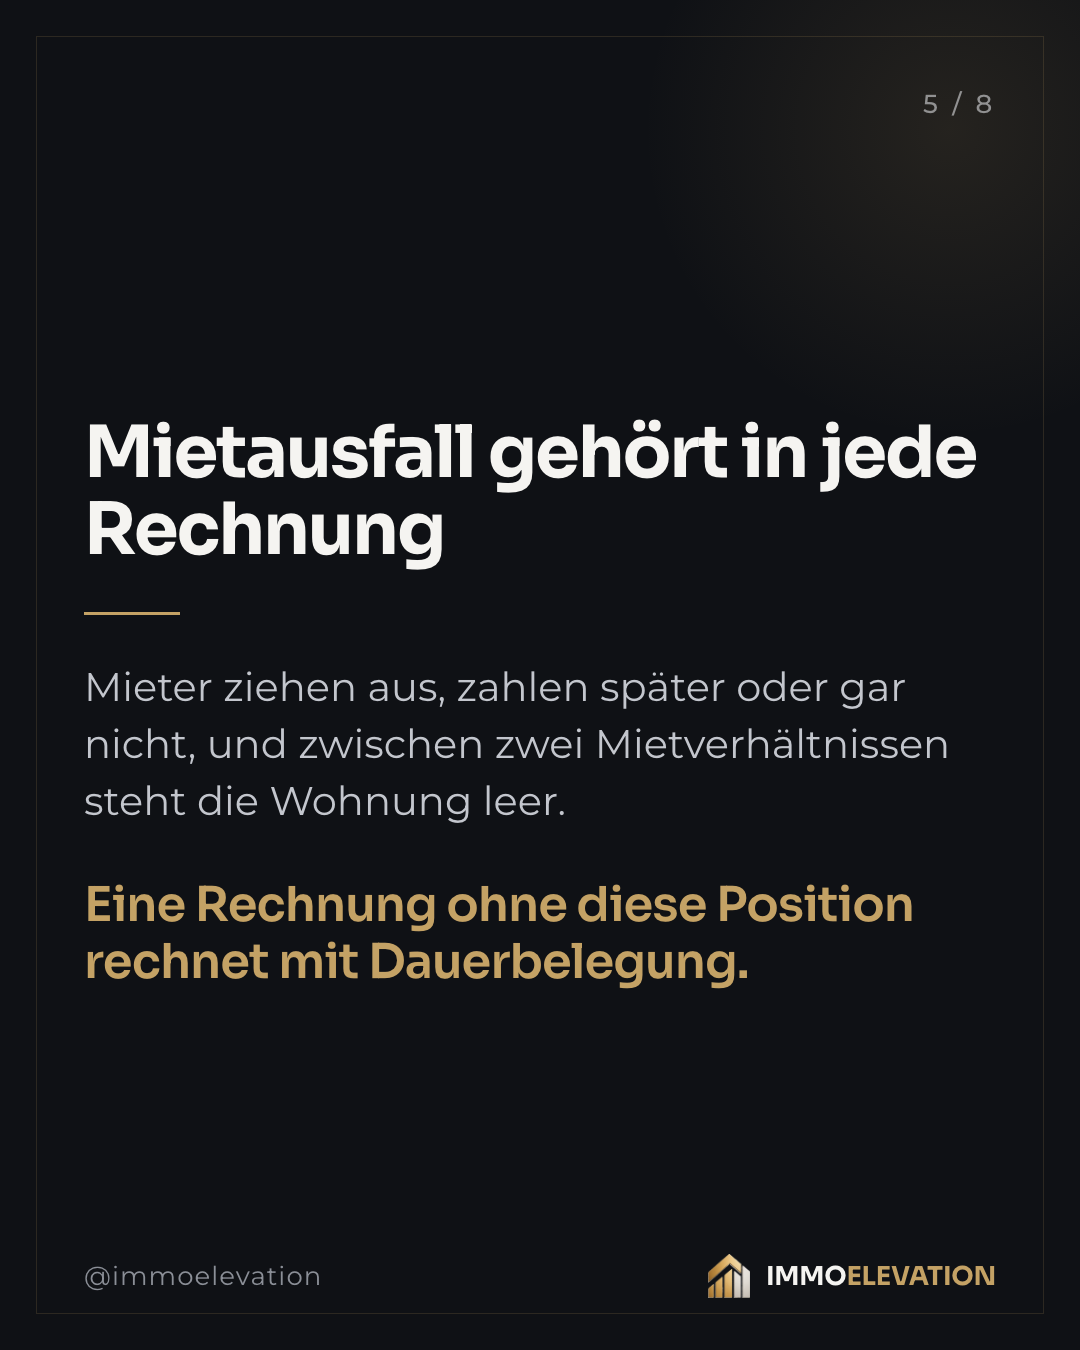 5 / 8
Mietausfall gehört in jede
Rechnung
Mieter ziehen aus, zahlen später oder gar
nicht, und zwischen zwei Mietverhältnissen
steht die Wohnung leer.
Eine Rechnung ohne diese Position
rechnet mit Dauerbelegung.
@immoelevation
IMMOELEVATION